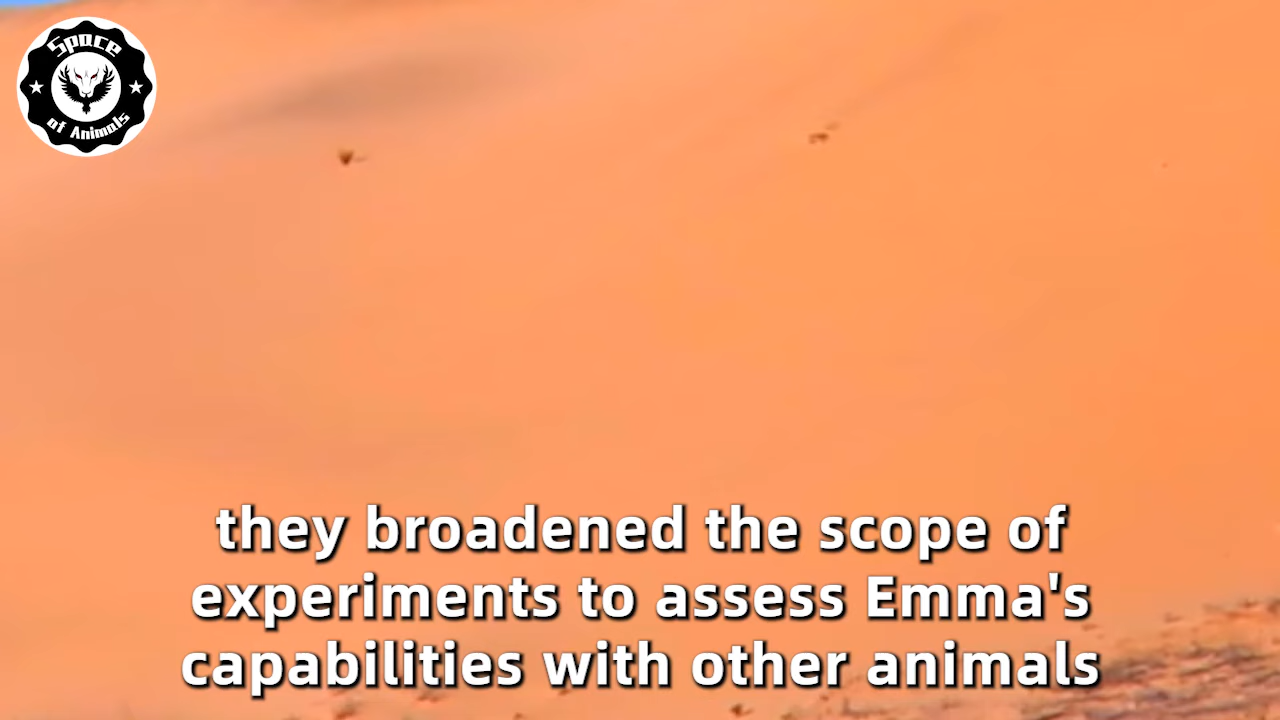 Space
of Animals
they broadened the scope of
experiments to assess Emma's
capabilities with other animals